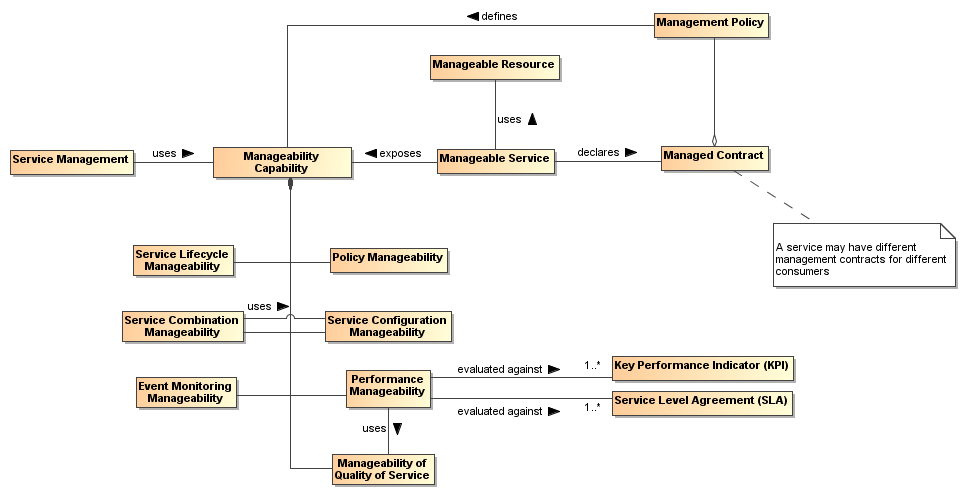 defines
Management Policy
Manageable Resource
uses
Service Management
uses
Manageability
Capability
exposes
Manageable Service
declares
Managed Contract
A service may have different
management contracts for different
consumers
Service Lifecycle
Manageability
Policy Manageability
uses
Service Combination
Manageability
Service Configuration
Manageability
Event Monitoring
Manageability
Performance
Manageability
evaluated against
1..*
Key Performance Indicator (KPI)
evaluated against
1..*
Service Level Agreement (SLA)
uses
Manageability of
Quality of Service